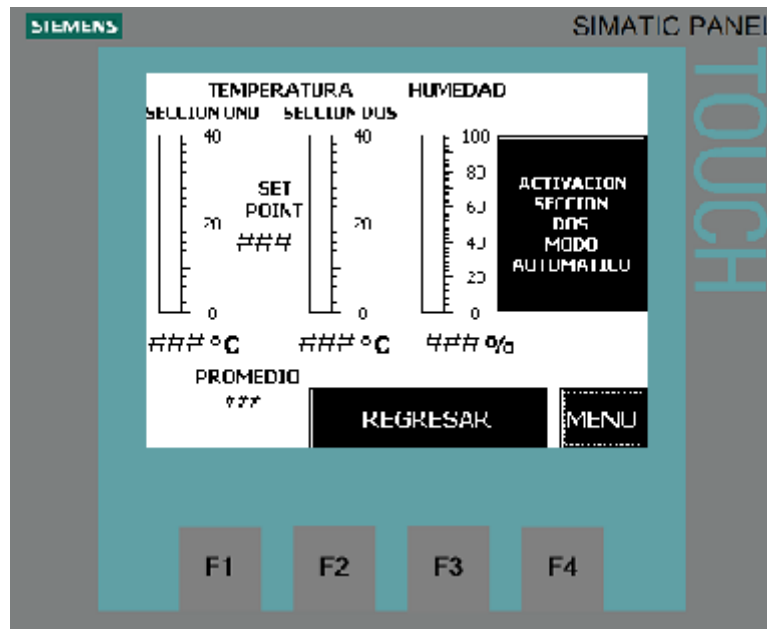 SIEMENS
SIMATIC PANEL
TOUCH
TEMPERATURA HUMEDAD
SECCION UNO SECCION DOS
40 40 100
80
SET
POINT
60
20 20
###
40
20
0 0 0
###°C ###°C ###%
ACTIVACION
SECCION
DOS
MODO
AUTOMATICO
PROMEDIO
###
REGRESAR MENU
F1 F2 F3 F4